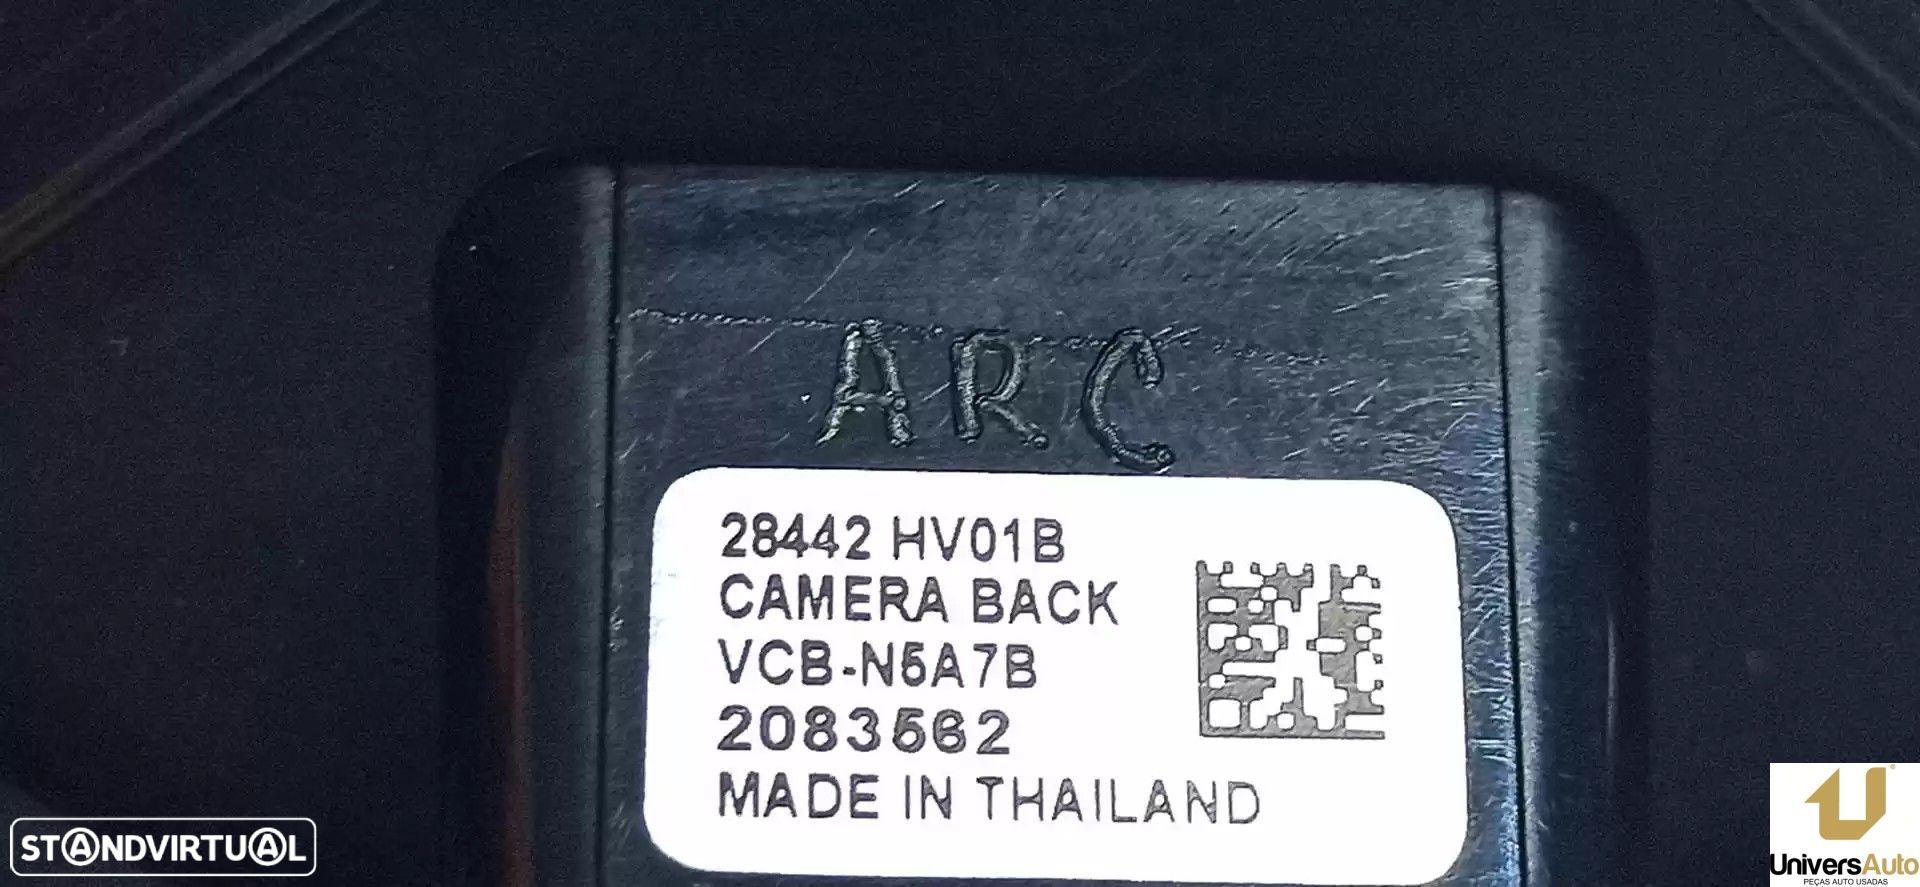 ARC
28442 HV01B
CAMERA BACK
VCB-N5A7B
2083562
MADE IN THAILAND
STANDVIRTUAL
UniversAuto
PEÇAS AUTO USADAS